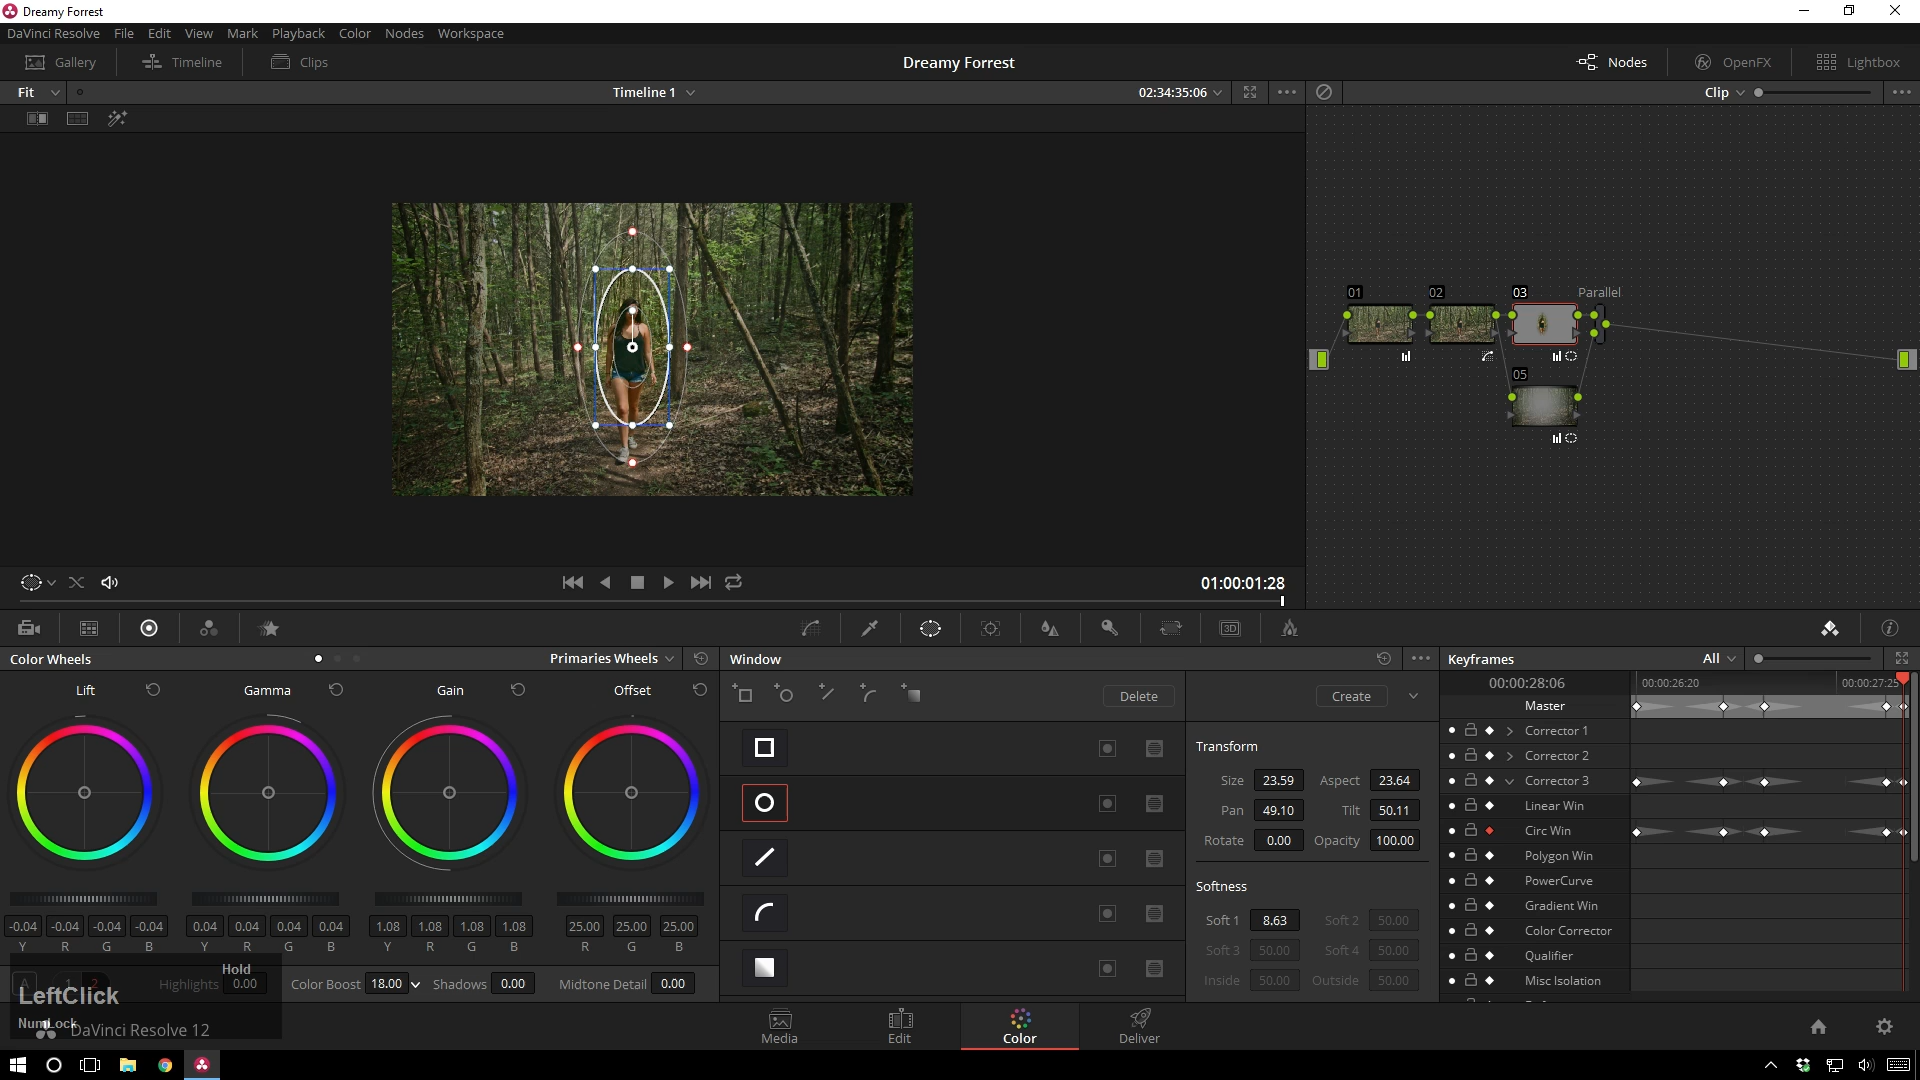 Dreamy Forrest
DaVinci Resolve File Edit View Mark Playback Color Nodes Workspace
Gallery Timeline Clips Dreamy Forrest Nodes OpenFX Lightbox
Fit Timeline 1 02:34:35:06 Clip
01 02 03 Parallel
05
01:00:01:28
Color Wheels Primaries Wheels Window Keyframes All
Lift Gamma Gain Offset Delete Create 00:00:28:06 00:00:26:20 00:00:27:25
Master
Corrector 1
Transform Corrector 2
Size 23.59 Aspect 23.64 Corrector 3
Pan 49.10 Tilt 50.11 Linear Win
Rotate 0.00 Opacity 100.00 Circ Win
Polygon Win
Softness PowerCurve
Gradient Win
-0.04 -0.04 -0.04 -0.04 0.04 0.04 0.04 0.04 1.08 1.08 1.08 1.08 25.00 25.00 25.00 Soft 1 8.63 Soft 2 50.00 Color Corrector
Y R G B Y R G B Y R G B R G B
Soft 3 50.00 Soft 4 50.00 Qualifier
Hold
A 1 2 Highlights 0.00 Color Boost 18.00 Shadows 0.00 Midtone Detail 0.00 Inside 50.00 Outside 50.00 Misc Isolation
LeftClick
NumLock
DaVinci Resolve 12
Media Edit Color Deliver
3D